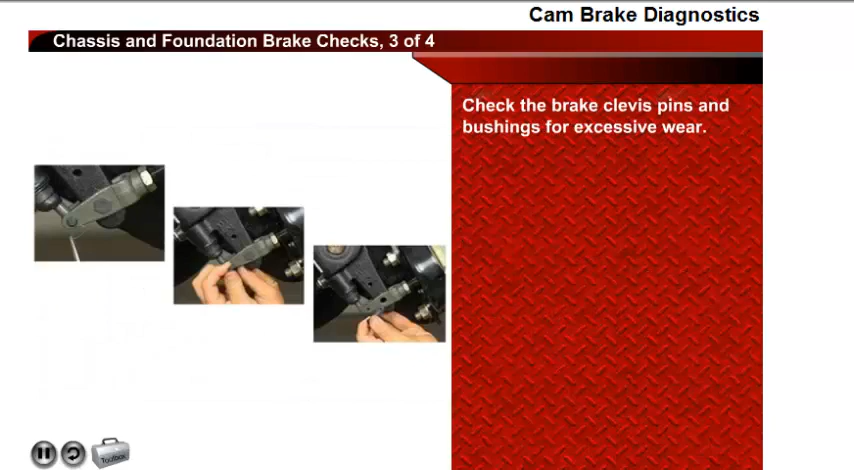 Cam Brake Diagnostics
Chassis and Foundation Brake Checks, 3 of 4
Check the brake clevis pins and
bushings for excessive wear.
Toolbox